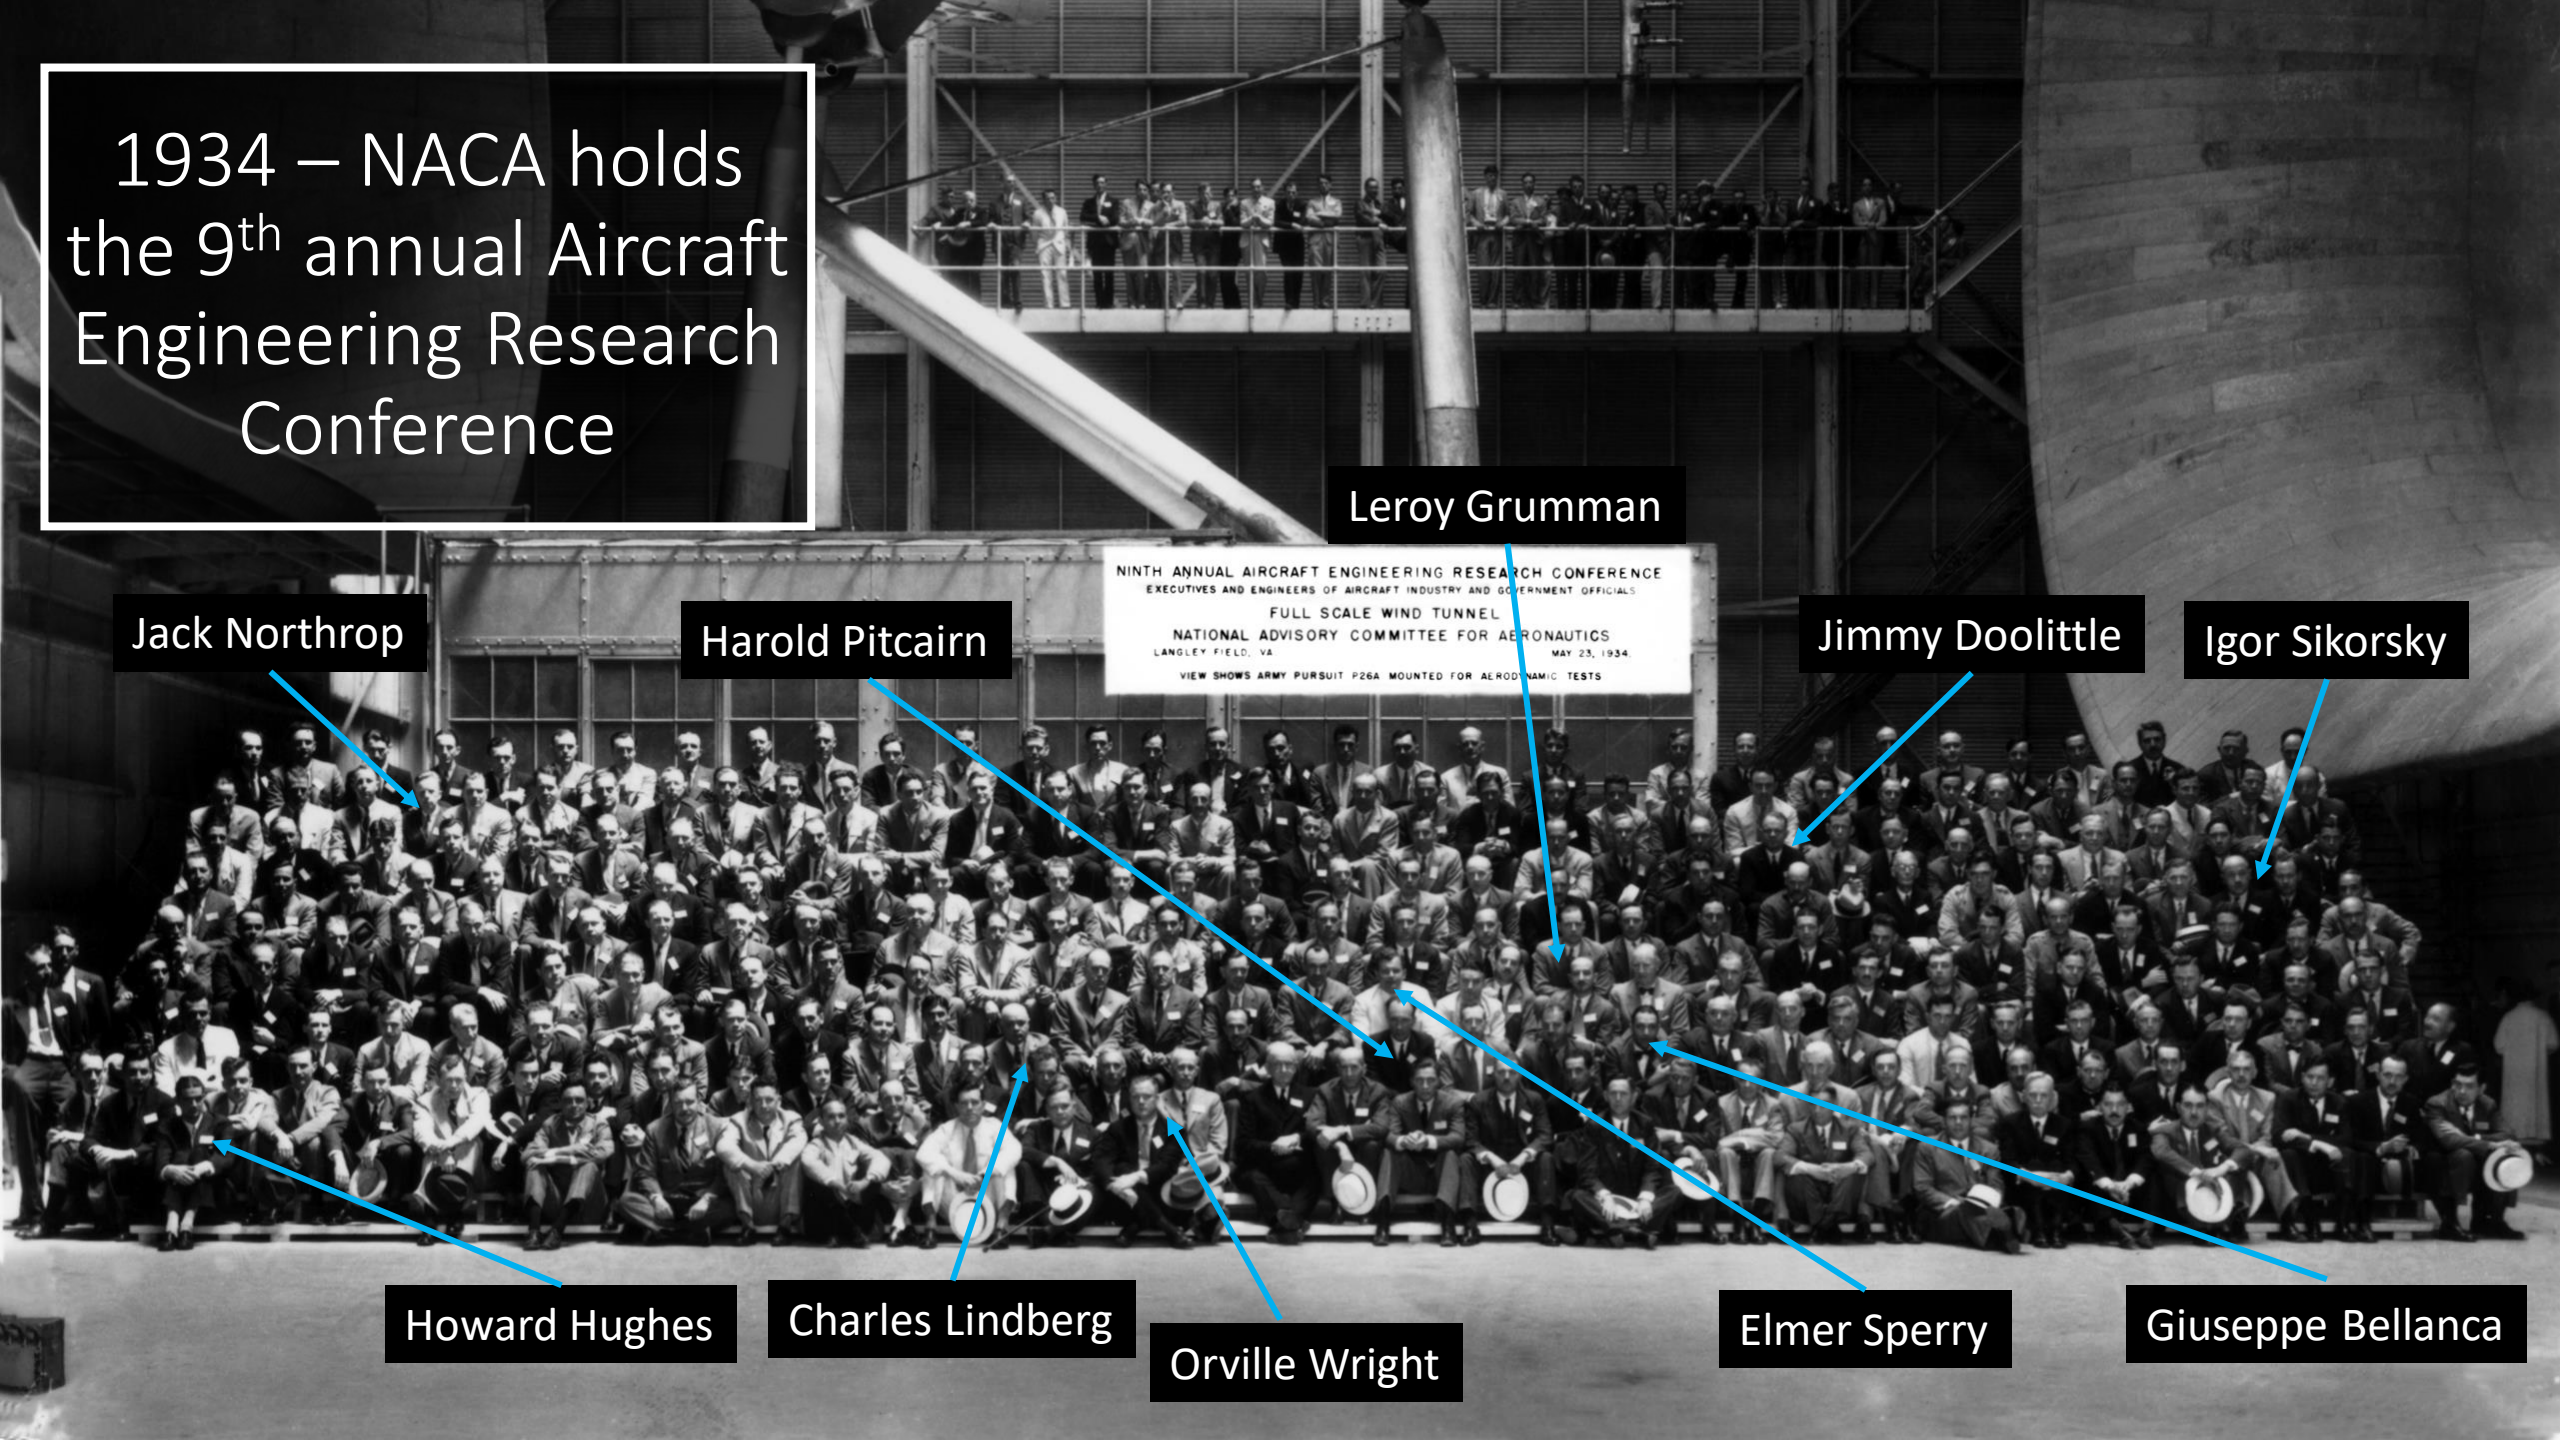 1934 – NACA holds
the 9th annual Aircraft
Engineering Research
Conference
Leroy Grumman
NINTH ANNUAL AIRCRAFT ENGINEERING RESEARCH CONFERENCE
EXECUTIVES AND ENGINEERS OF AIRCRAFT INDUSTRY AND GOVERNMENT OFFICIALS
FULL SCALE WIND TUNNEL
NATIONAL ADVISORY COMMITTEE FOR AERONAUTICS
LANGLEY FIELD, VA. MAY 23, 1934.
VIEW SHOWS ARMY PURSUIT P26A MOUNTED FOR AERODYNAMIC TESTS
Jack Northrop
Harold Pitcairn
Jimmy Doolittle
Igor Sikorsky
Howard Hughes
Charles Lindberg
Orville Wright
Elmer Sperry
Giuseppe Bellanca